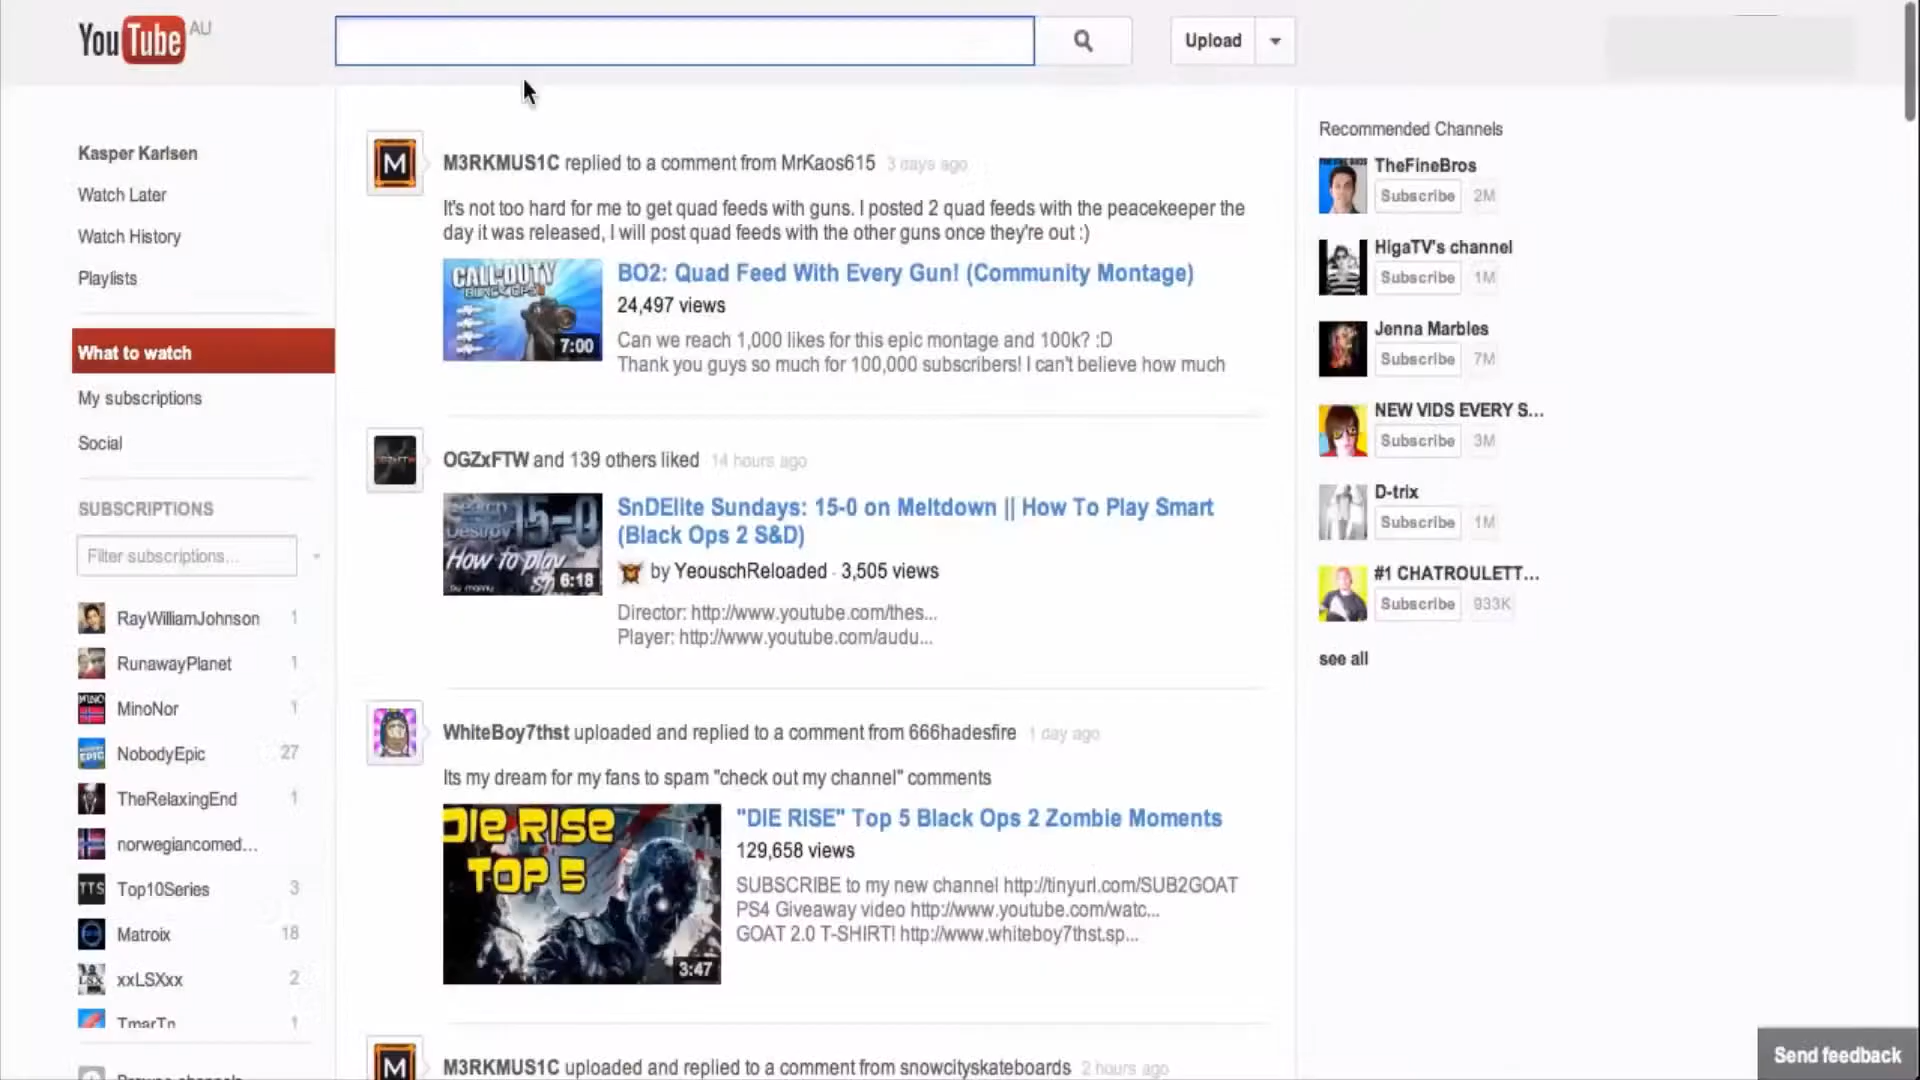 YouTube AU
Upload
Kasper Karlsen
Watch Later
Watch History
Playlists
What to watch
My subscriptions
Social
SUBSCRIPTIONS
Filter subscriptions...
RayWilliamJohnson 1
RunawayPlanet 1
MinoNor 1
NobodyEpic 27
TheRelaxingEnd 1
norwegiancomed...
TTS Top10Series 3
Matroix 18
xxLSXxx 2
TmarTn 1
Browse channels
M3RKMUS1C replied to a comment from MrKaos615 3 days ago
It's not too hard for me to get quad feeds with guns. I posted 2 quad feeds with the peacekeeper the
day it was released, I will post quad feeds with the other guns once they're out :)
CALL OF DUTY
BLACK OPS II
7:00
BO2: Quad Feed With Every Gun! (Community Montage)
24,497 views
Can we reach 1,000 likes for this epic montage and 100k? :D
Thank you guys so much for 100,000 subscribers! I can't believe how much
OGZxFTW and 139 others liked 14 hours ago
Search
Destroy 15-0
How to play
6:18
SnDElite Sundays: 15-0 on Meltdown || How To Play Smart
(Black Ops 2 S&D)
by YeouschReloaded · 3,505 views
Director: http://www.youtube.com/thes...
Player: http://www.youtube.com/audu...
WhiteBoy7thst uploaded and replied to a comment from 666hadesfire 1 day ago
Its my dream for my fans to spam "check out my channel" comments
DIE RISE
TOP 5
3:47
"DIE RISE" Top 5 Black Ops 2 Zombie Moments
129,658 views
SUBSCRIBE to my new channel http://tinyurl.com/SUB2GOAT
PS4 Giveaway video http://www.youtube.com/watc...
GOAT 2.0 T-SHIRT! http://www.whiteboy7thst.sp...
M3RKMUS1C uploaded and replied to a comment from snowcityskateboards 2 hours ago
Recommended Channels
TheFineBros
Subscribe 2M
HigaTV's channel
Subscribe 1M
Jenna Marbles
Subscribe 7M
NEW VIDS EVERY S...
Subscribe 3M
D-trix
Subscribe 1M
#1 CHATROULETT...
Subscribe 933K
see all
Send feedback